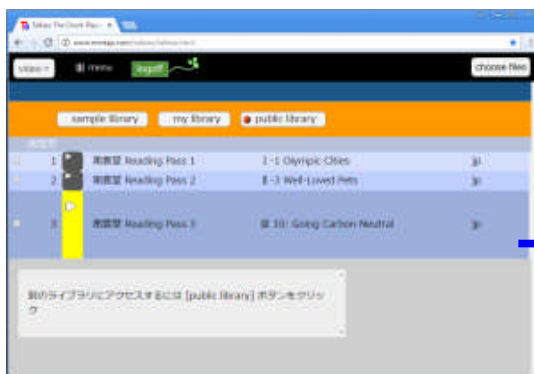 video
menu
logoff
choose files
sample library
my library
public library
1 南雲堂 Reading Pass 1 I -1 Olympic Cities jp
2 南雲堂 Reading Pass 2 II -3 Well-Loved Pets jp
3 南雲堂 Reading Pass 3 10: Going Carbon Neutral jp
別のライブラリにアクセスするには [public library] ボタンをクリッ
ク